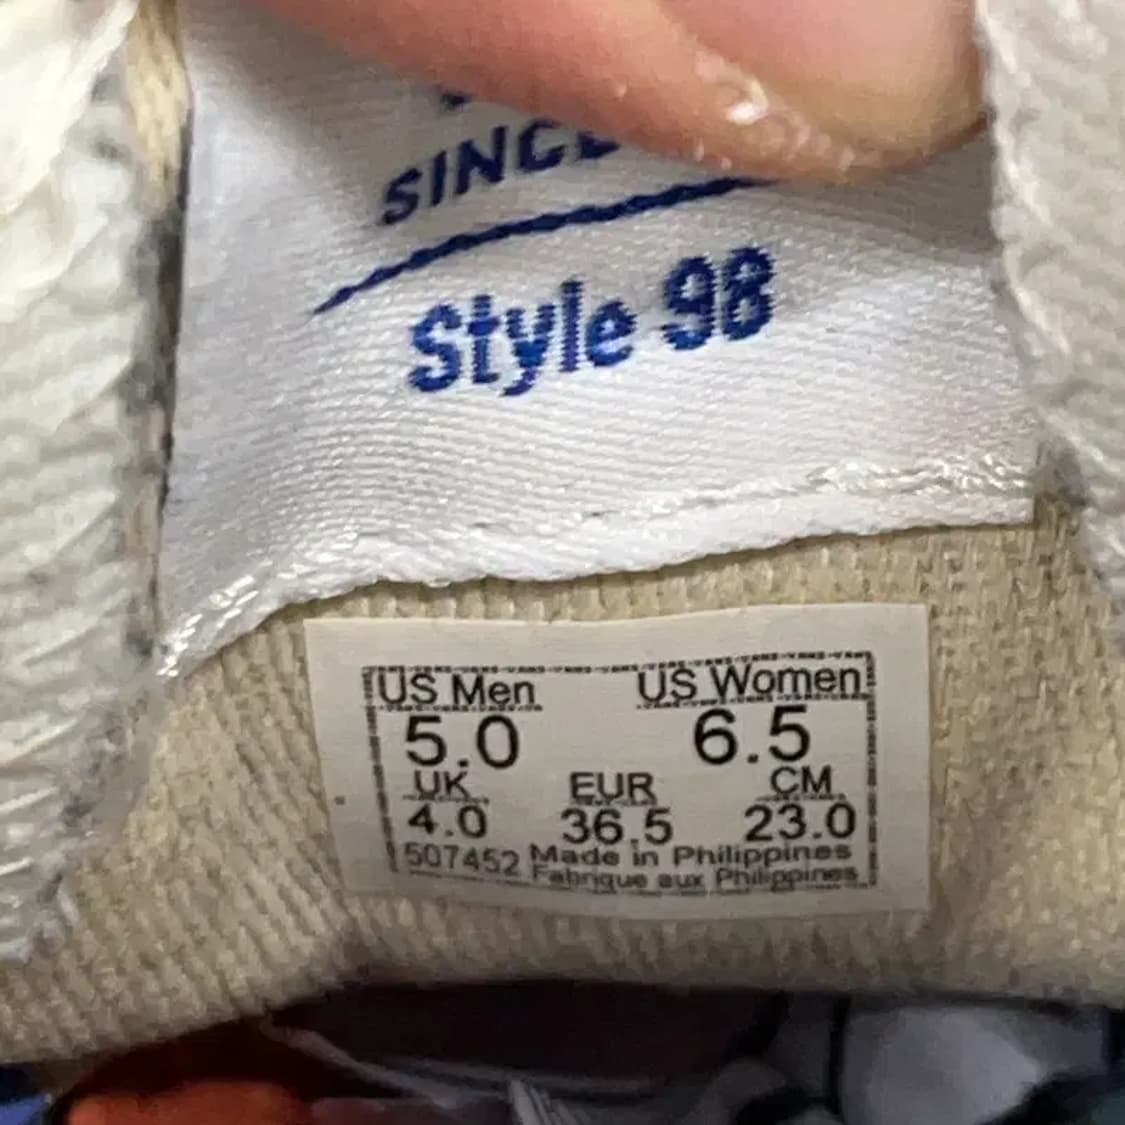 Style 98
US Men US Women
5.0 6.5
UK EUR CM
4.0 36.5 23.0
507452 Made in Philippines
Fabrique aux Philippines